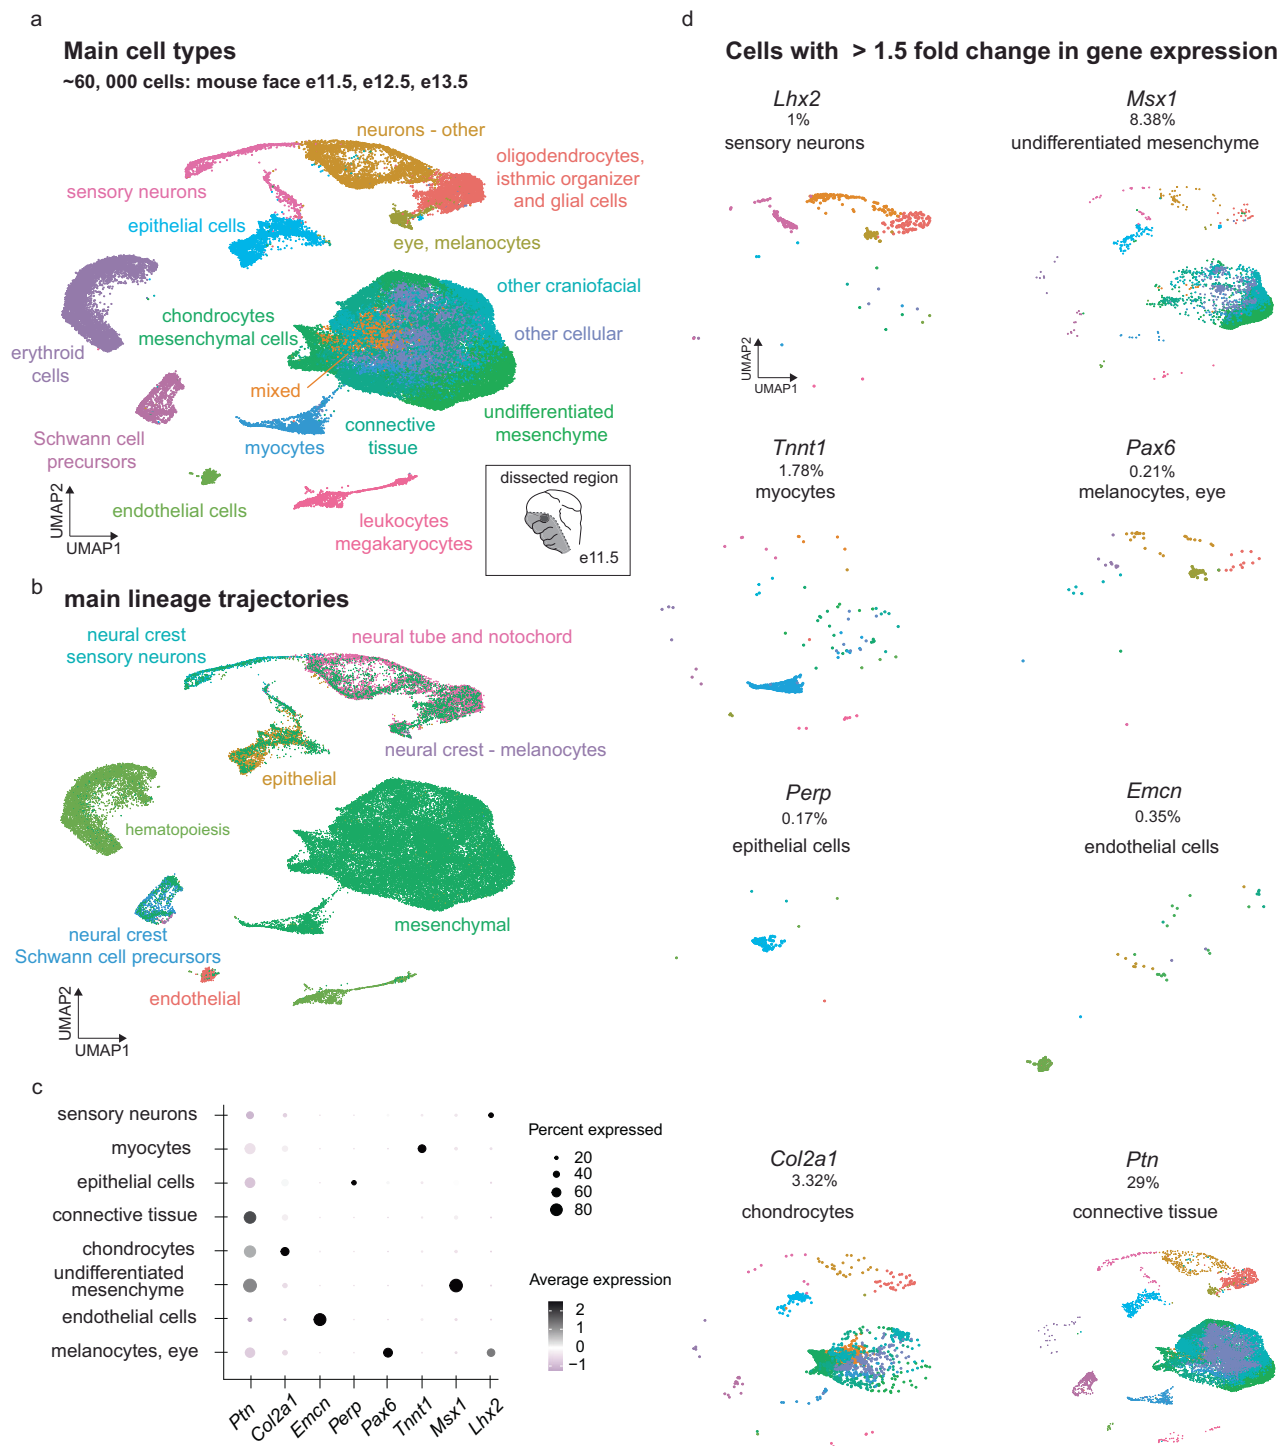 a
Main cell types
~60, 000 cells: mouse face e11.5, e12.5, e13.5
neurons - other
oligodendrocytes,
isthmic organizer
and glial cells
sensory neurons
epithelial cells
eye, melanocytes
other craniofacial
chondrocytes
mesenchymal cells
other cellular
erythroid
cells
mixed
undifferentiated
mesenchyme
Schwann cell
precursors
myocytes
connective
tissue
endothelial cells
leukocytes
megakaryocytes
dissected region
e11.5
UMAP2
UMAP1
b
main lineage trajectories
neural crest
sensory neurons
neural tube and notochord
neural crest - melanocytes
epithelial
hematopoiesis
mesenchymal
neural crest
Schwann cell precursors
endothelial
UMAP2
UMAP1
c
sensory neurons
myocytes
epithelial cells
connective tissue
chondrocytes
undifferentiated
mesenchyme
endothelial cells
melanocytes, eye
Ptn
Col2a1
Emcn
Perp
Pax6
Tnnt1
Msx1
Lhx2
Percent expressed
20
40
60
80
Average expression
2
1
0
−1
d
Cells with > 1.5 fold change in gene expression
Lhx2
1%
sensory neurons
UMAP2
UMAP1
Msx1
8.38%
undifferentiated mesenchyme
Tnnt1
1.78%
myocytes
Pax6
0.21%
melanocytes, eye
Perp
0.17%
epithelial cells
Emcn
0.35%
endothelial cells
Col2a1
3.32%
chondrocytes
Ptn
29%
connective tissue